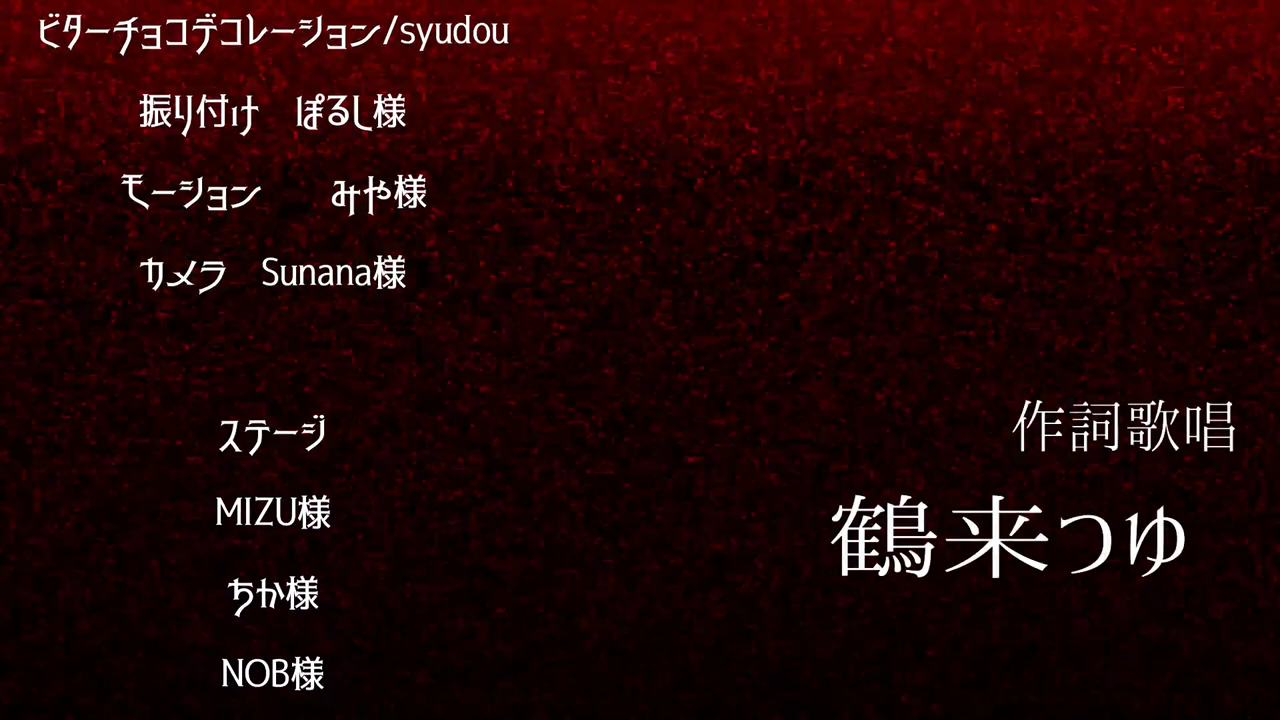 ビターチョコデコレーション/syudou
振り付け　ぽるし様
モーション　　みや様
カメラ　Sunana様
ステージ
MIZU様
ちか様
NOB様
作詞歌唱
鶴来つゆ